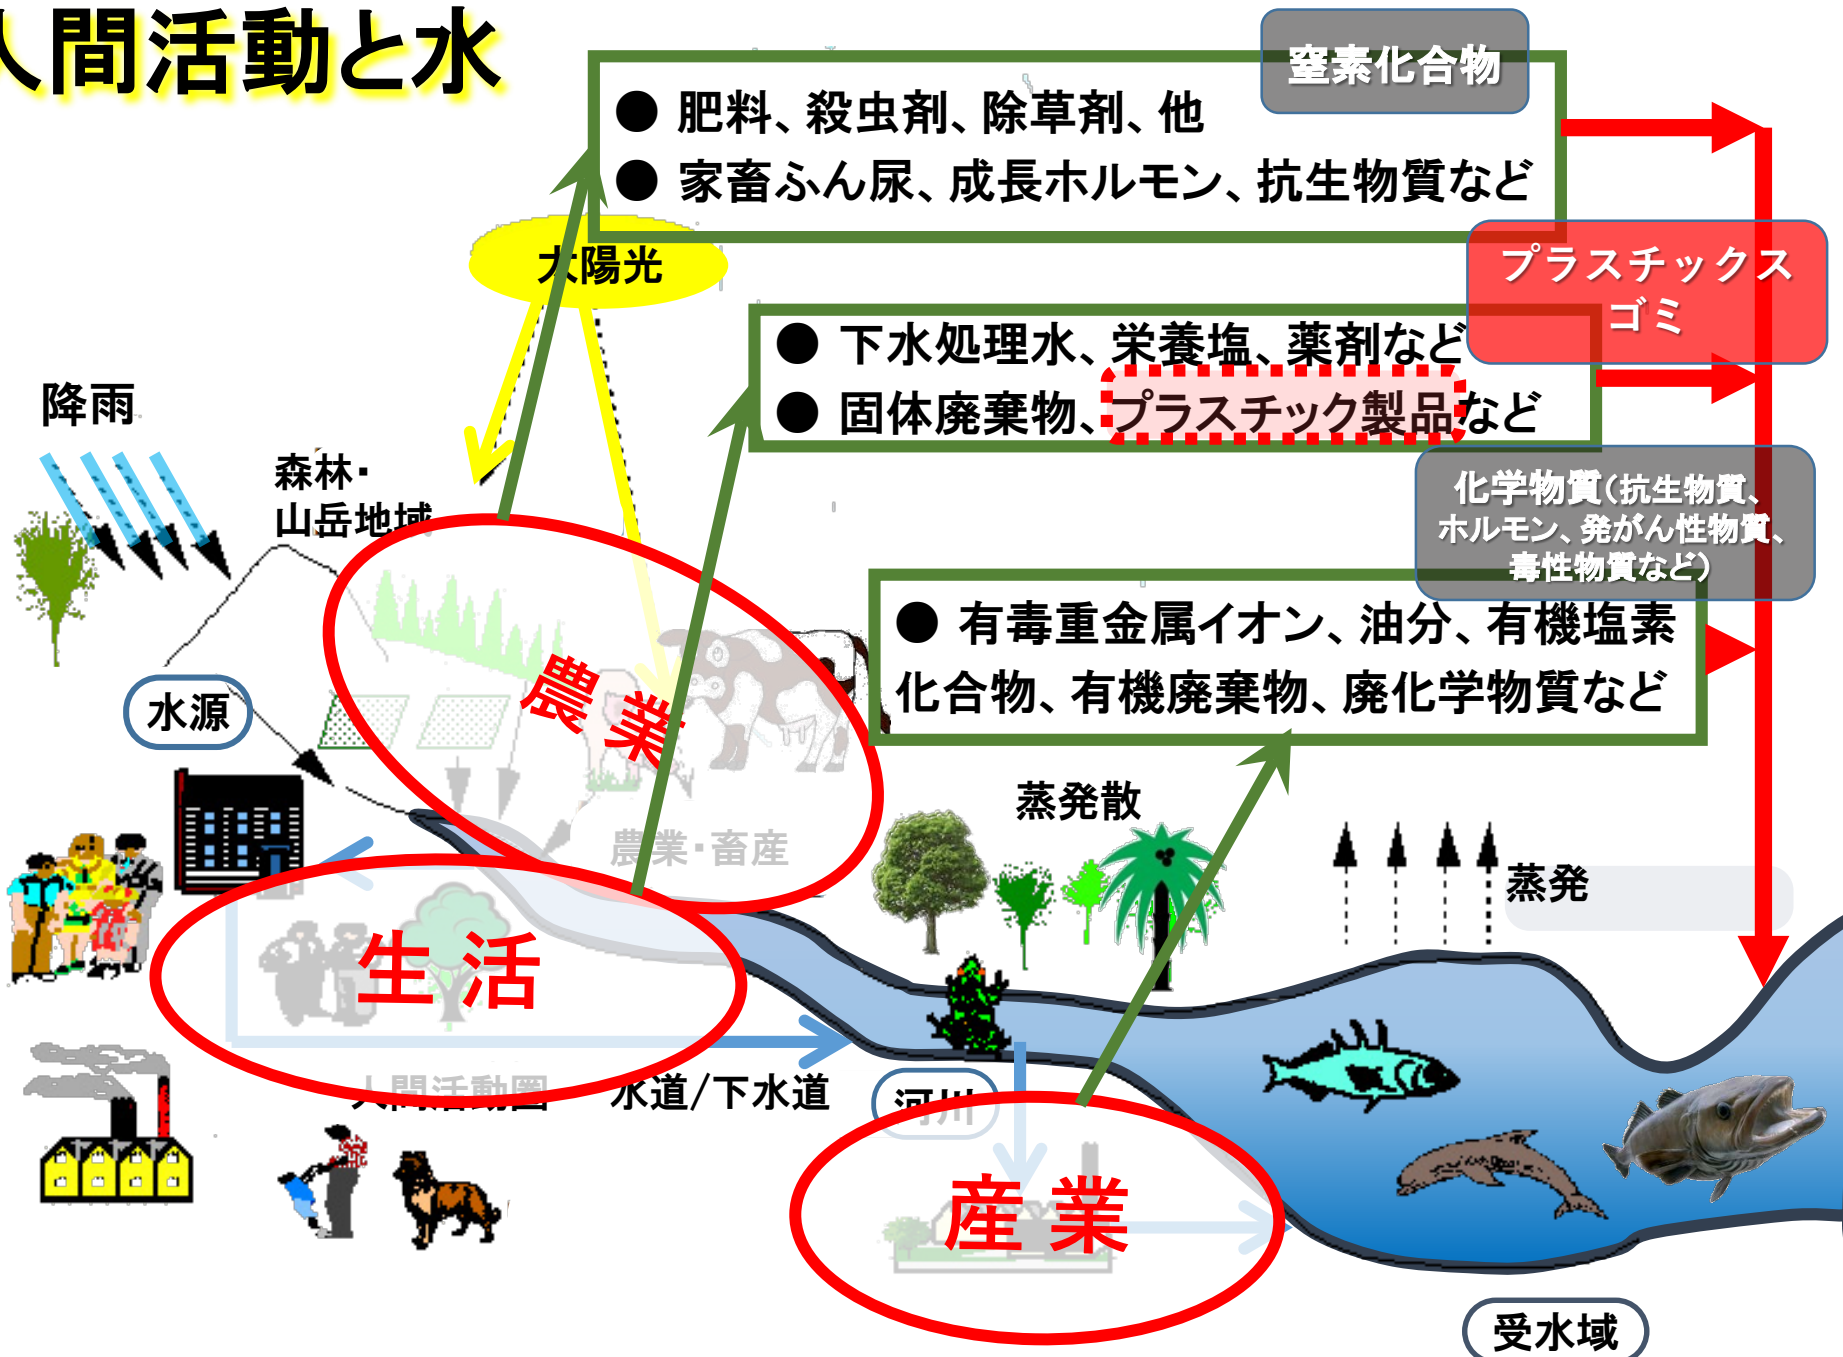 人間活動と水
窒素化合物
● 肥料、殺虫剤、除草剤、他
● 家畜ふん尿、成長ホルモン、抗生物質など
プラスチックス
ゴミ
太陽光
● 下水処理水、栄養塩、薬剤など
● 固体廃棄物、プラスチック製品など
降雨
森林・
山岳地域
化学物質(抗生物質、
ホルモン、発がん性物質、
毒性物質など)
● 有毒重金属イオン、油分、有機塩素
化合物、有機廃棄物、廃化学物質など
農業
水源
蒸発散
農業・畜産
蒸発
生活
人間活動圏
水道/下水道
河川
産業
受水域